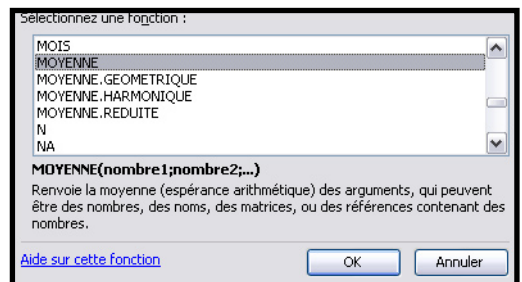 Sélectionnez une fonction :
MOIS
MOYENNE
MOYENNE.GEOMETRIQUE
MOYENNE.HARMONIQUE
MOYENNE.REDUITE
N
NA
MOYENNE(nombre1;nombre2;...)
Renvoie la moyenne (espérance arithmétique) des arguments, qui peuvent
être des nombres, des noms, des matrices, ou des références contenant des
nombres.
Aide sur cette fonction
OK
Annuler